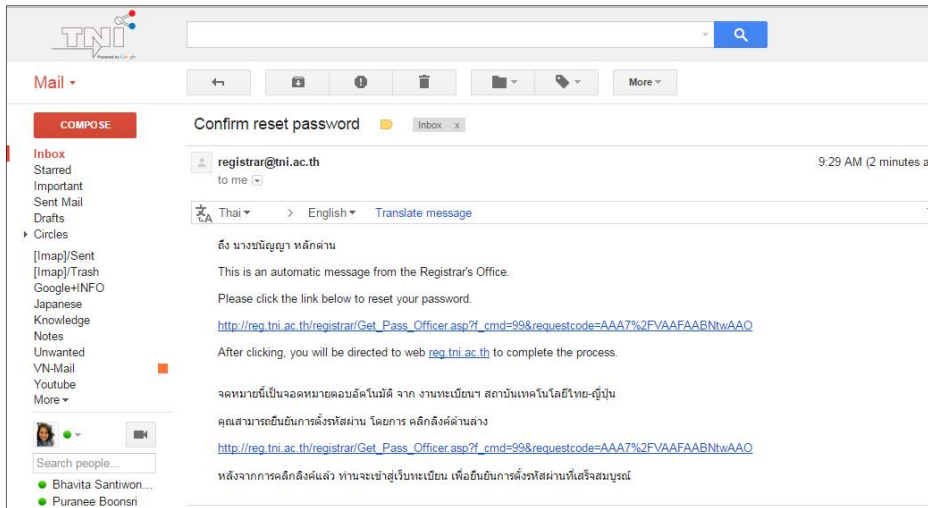 TNI
Powered by Google
Mail
More
COMPOSE
Confirm reset password
Inbox x
Inbox
Starred
Important
Sent Mail
Drafts
Circles
[Imap]/Sent
[Imap]/Trash
Google+INFO
Japanese
Knowledge
Notes
Unwanted
VN-Mail
Youtube
More
Search people...
Bhavita Santiwon...
Puranee Boonsri
registrar@tni.ac.th
9:29 AM (2 minutes a
to me
Thai > English Translate message
ถึง นางชนัญญา หลักด่าน
This is an automatic message from the Registrar's Office.
Please click the link below to reset your password.
http://reg.tni.ac.th/registrar/Get_Pass_Officer.asp?f_cmd=99&requestcode=AAA7%2FVAAFAABNtwAAO
After clicking, you will be directed to web reg.tni.ac.th to complete the process.
จดหมายนี้เป็นจอดหมายตอบอัตโนมัติ จาก งานทะเบียนฯ สถาบันเทคโนโลยีไทย-ญี่ปุ่น
คุณสามารถยืนยันการตั้งรหัสผ่าน โดยการ คลิกลิงค์ด้านล่าง
http://reg.tni.ac.th/registrar/Get_Pass_Officer.asp?f_cmd=99&requestcode=AAA7%2FVAAFAABNtwAAO
หลังจากการคลิกลิงค์แล้ว ท่านจะเข้าสู่เว็บทะเบียน เพื่อยืนยันการตั้งรหัสผ่านที่เสร็จสมบูรณ์